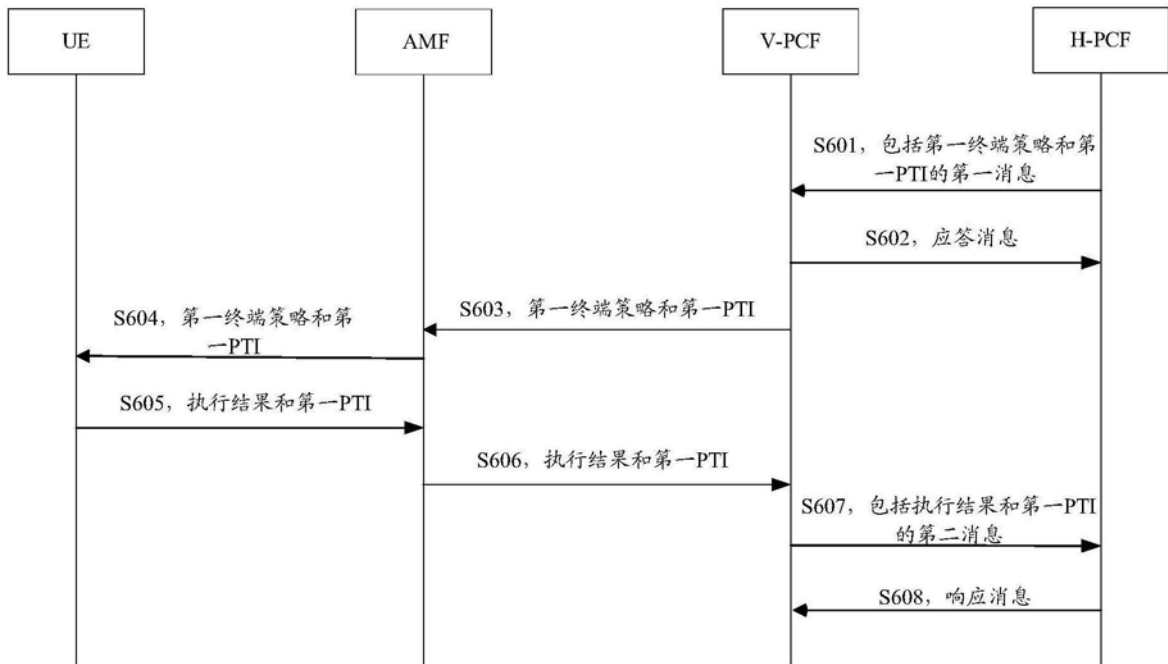 UE
AMF
V-PCF
H-PCF
S601，包括第一终端策略和第
一PTI的第一消息
S602，应答消息
S603，第一终端策略和第一PTI
S604，第一终端策略和第
一PTI
S605，执行结果和第一PTI
S606，执行结果和第一PTI
S607，包括执行结果和第一PTI
的第二消息
S608，响应消息